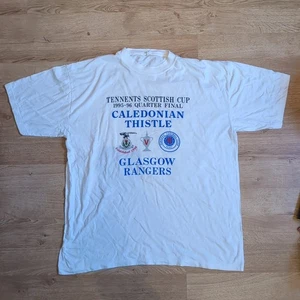 TENNENTS SCOTTISH CUP
1995-96 QUARTER FINAL
CALEDONIAN
THISTLE
GLASGOW
RANGERS